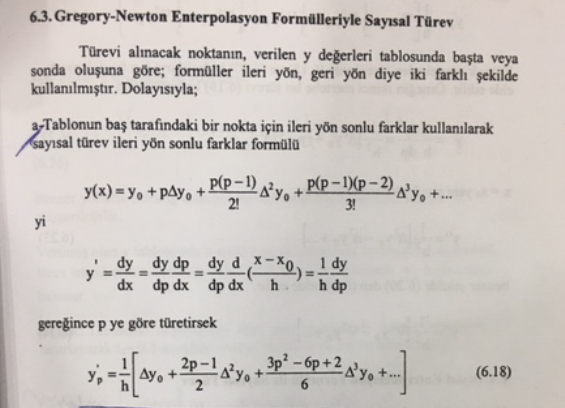 6.3. Gregory-Newton Enterpolasyon Formülleriyle Sayısal Türev
Türevi alınacak noktanın, verilen y değerleri tablosunda başta veya
sonda oluşuna göre; formüller ileri yön, geri yön diye iki farklı şekilde
kullanılmıştır. Dolayısıyla;
a-Tablonun baş tarafındaki bir nokta için ileri yön sonlu farklar kullanılarak
sayısal türev ileri yön sonlu farklar formülü
y(x) = y₀ + pΔy₀ + p(p−1)/2! Δ²y₀ + p(p−1)(p−2)/3! Δ³y₀ + ...
yi
y' = dy/dx = dy/dp dp/dx = dy/dp d/dx (x−x₀/h) = 1/h dy/dp
gereğince p ye göre türetirsek
y'ₚ = 1/h [Δy₀ + 2p−1/2 Δ²y₀ + 3p²−6p+2/6 Δ³y₀ + ...] (6.18)